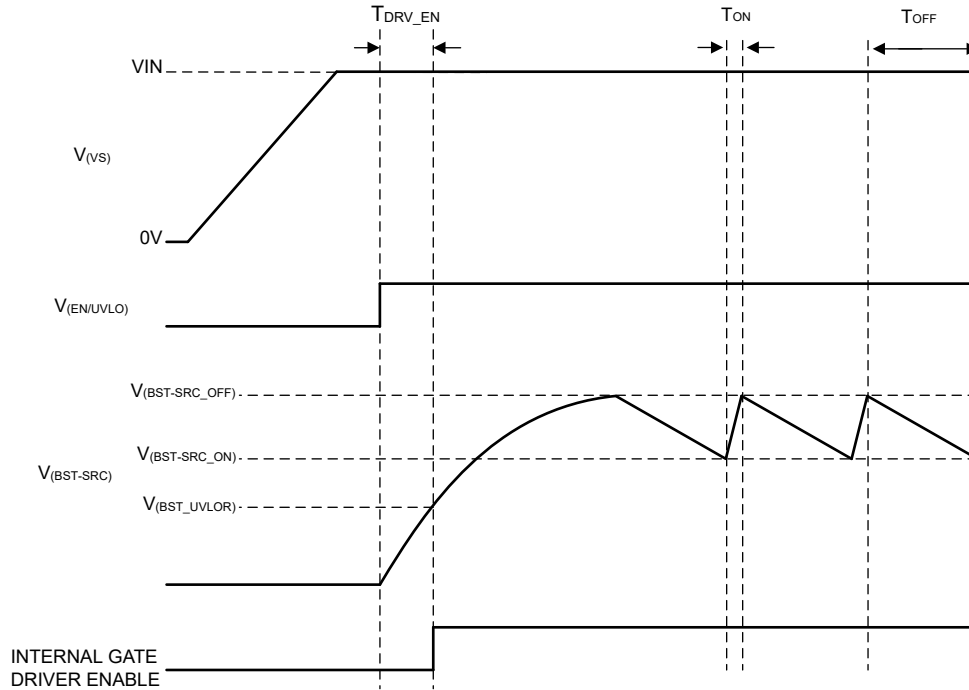 TDRV_EN
TON
TOFF
VIN
V(VS)
0V
V(EN/UVLO)
V(BST-SRC_OFF)
V(BST-SRC_ON)
V(BST-SRC)
V(BST_UVLOR)
INTERNAL GATE
DRIVER ENABLE